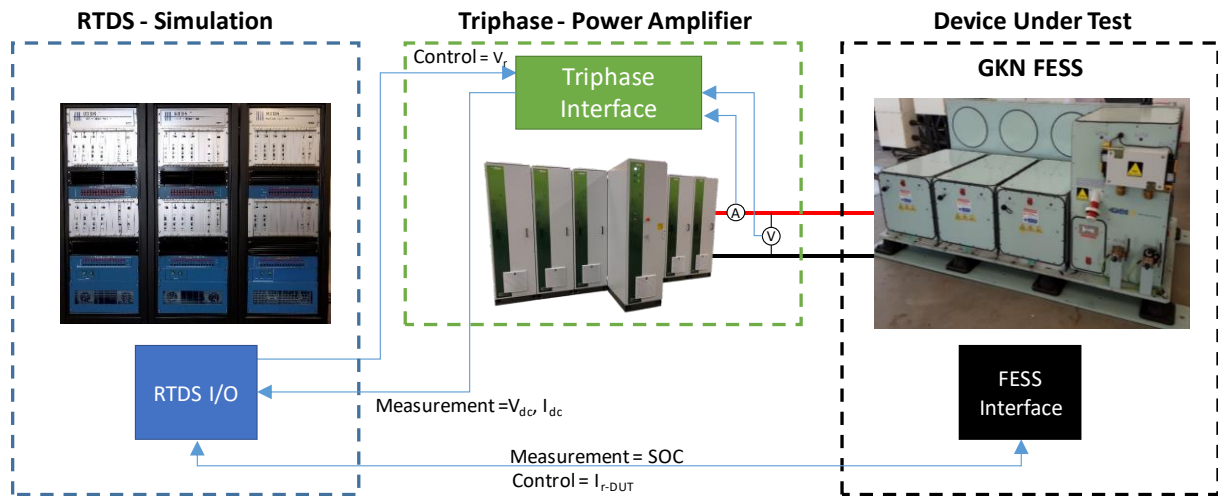 RTDS - Simulation
Triphase - Power Amplifier
Device Under Test
Control = Vr
Triphase
Interface
GKN FESS
A
V
RTDS I/O
Measurement =Vdc, Idc
FESS
Interface
Measurement = SOC
Control = Ir-DUT